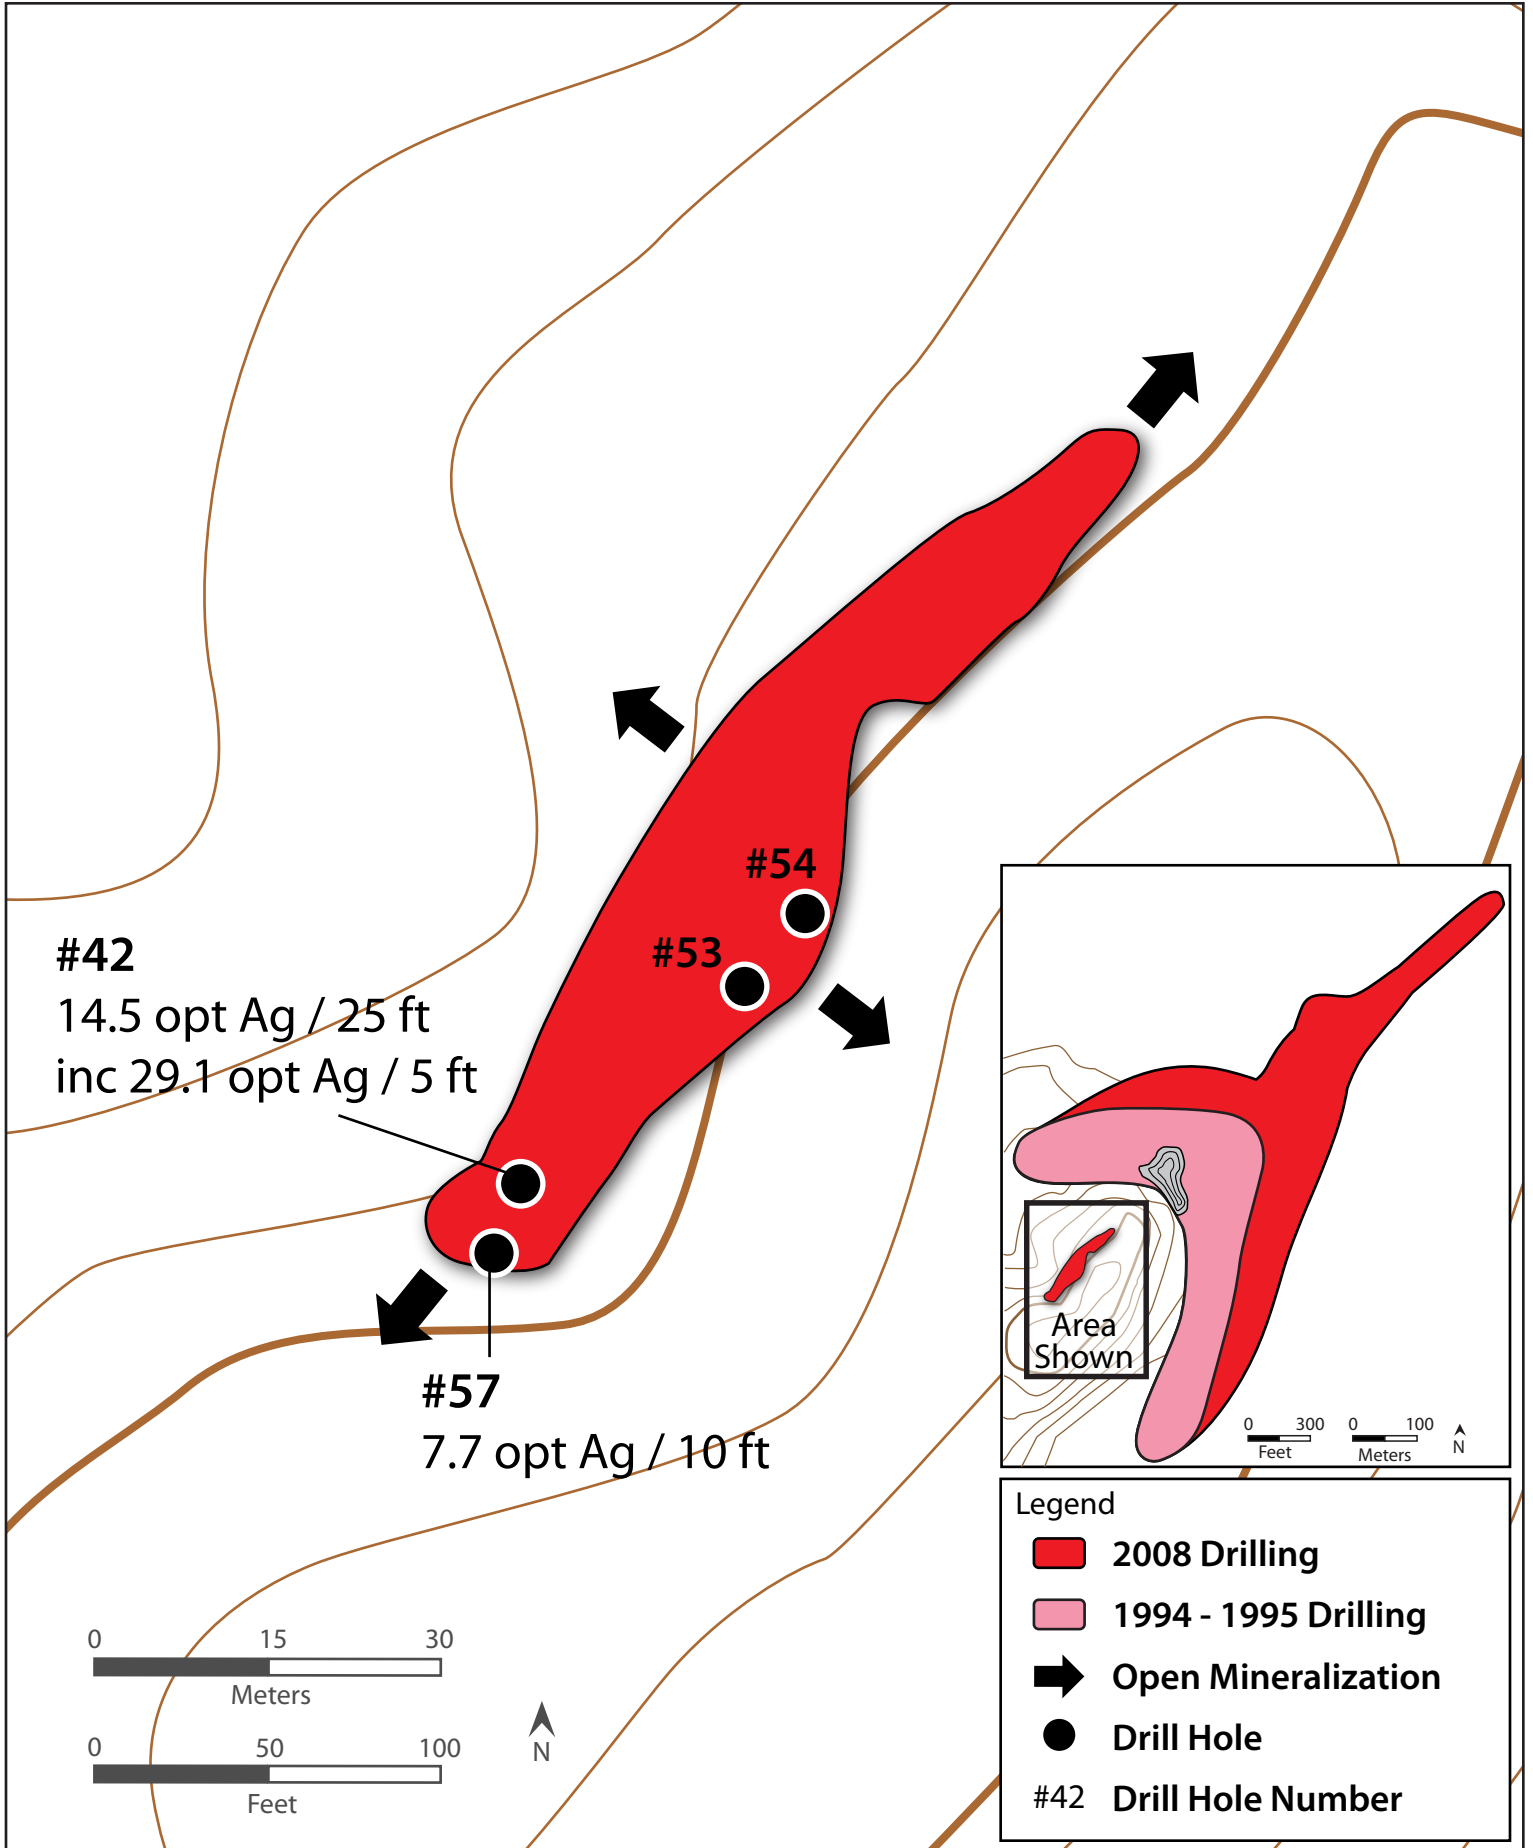 #54
#53
#42
14.5 opt Ag / 25 ft
inc 29.1 opt Ag / 5 ft
#57
7.7 opt Ag / 10 ft
0 15 30
Meters
0 50 100
Feet
N
Area
Shown
0 300
Feet
0 100
Meters
N
Legend
2008 Drilling
1994 - 1995 Drilling
Open Mineralization
Drill Hole
#42 Drill Hole Number